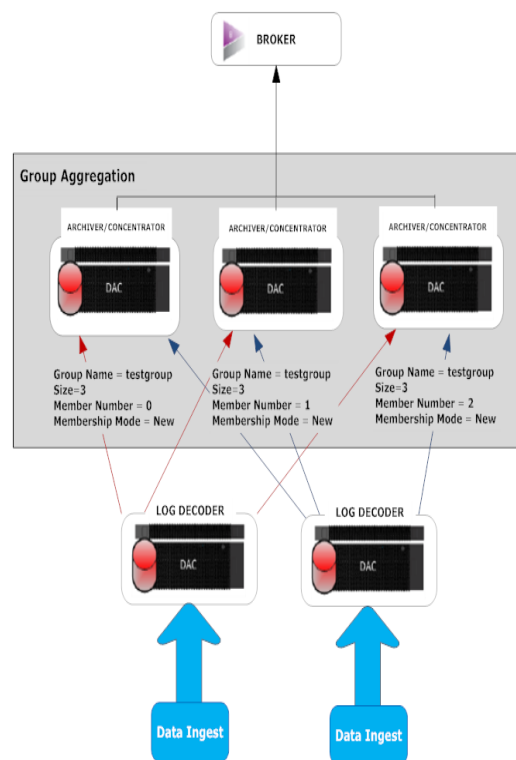 BROKER
Group Aggregation
ARCHIVER/CONCENTRATOR
ARCHIVER/CONCENTRATOR
ARCHIVER/CONCENTRATOR
DAC
DAC
DAC
Group Name = testgroup
Size=3
Member Number = 0
Membership Mode = New
Group Name = testgroup
Size=3
Member Number = 1
Membership Mode = New
Group Name = testgroup
Size=3
Member Number = 2
Membership Mode = New
LOG DECODER
LOG DECODER
DAC
DAC
Data Ingest
Data Ingest